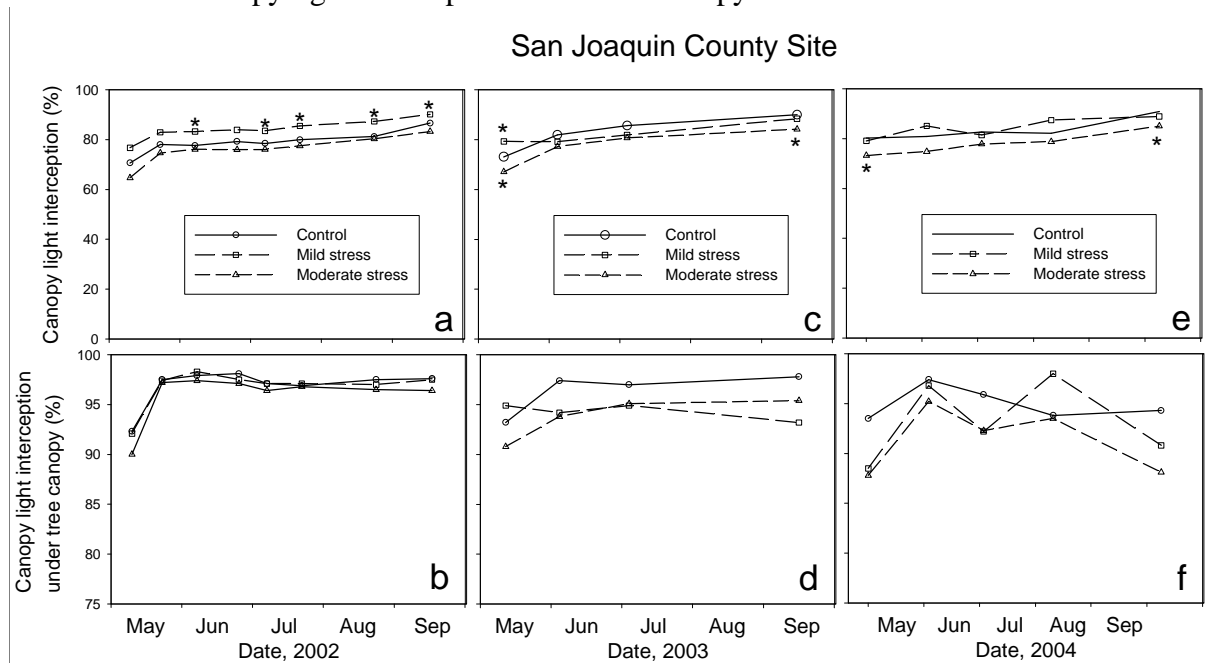 San Joaquin County Site
Canopy light interception (%)
100
80
60
40
20
0
* * * * *
Control
Mild stress
Moderate stress
a
*
*
*
Control
Mild stress
Moderate stress
c
*
*
Control
Mild stress
Moderate stress
e
Canopy light interception
under tree canopy (%)
100
95
90
85
80
75
b
d
f
May Jun Jul Aug Sep
Date, 2002
May Jun Jul Aug Sep
Date, 2003
May Jun Jul Aug Sep
Date, 2004